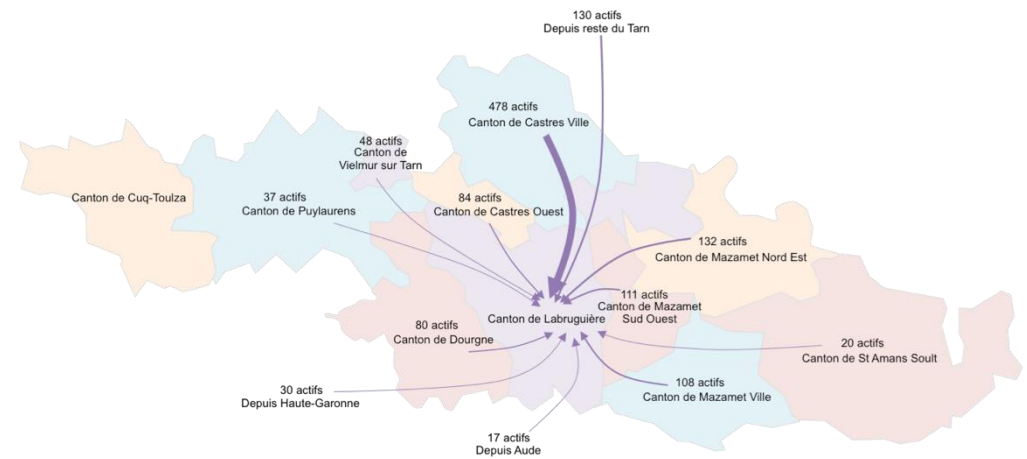 130 actifs
Depuis reste du Tarn
478 actifs
Canton de Castres Ville
48 actifs
Canton de
Vielmur sur Tarn
Canton de Cuq-Toulza
37 actifs
Canton de Puylaurens
84 actifs
Canton de Castres Ouest
132 actifs
Canton de Mazamet Nord Est
111 actifs
Canton de Mazamet
Sud Ouest
Canton de Labruguière
80 actifs
Canton de Dourgne
20 actifs
Canton de St Amans Soult
30 actifs
Depuis Haute-Garonne
108 actifs
Canton de Mazamet Ville
17 actifs
Depuis Aude